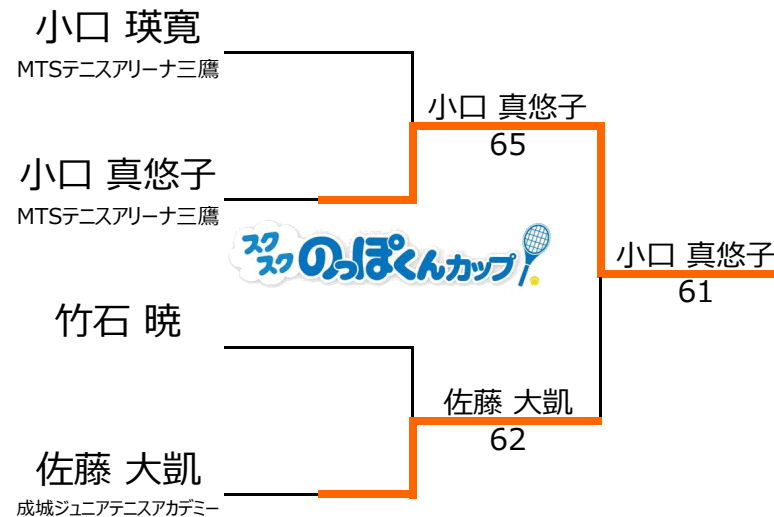 小口 瑛寛
MTSテニスアリーナ三鷹
小口 真悠子
65
小口 真悠子
MTSテニスアリーナ三鷹
スクスク のっぽくんカップ
小口 真悠子
61
竹石 暁
佐藤 大凱
62
佐藤 大凱
成城ジュニアテニスアカデミー